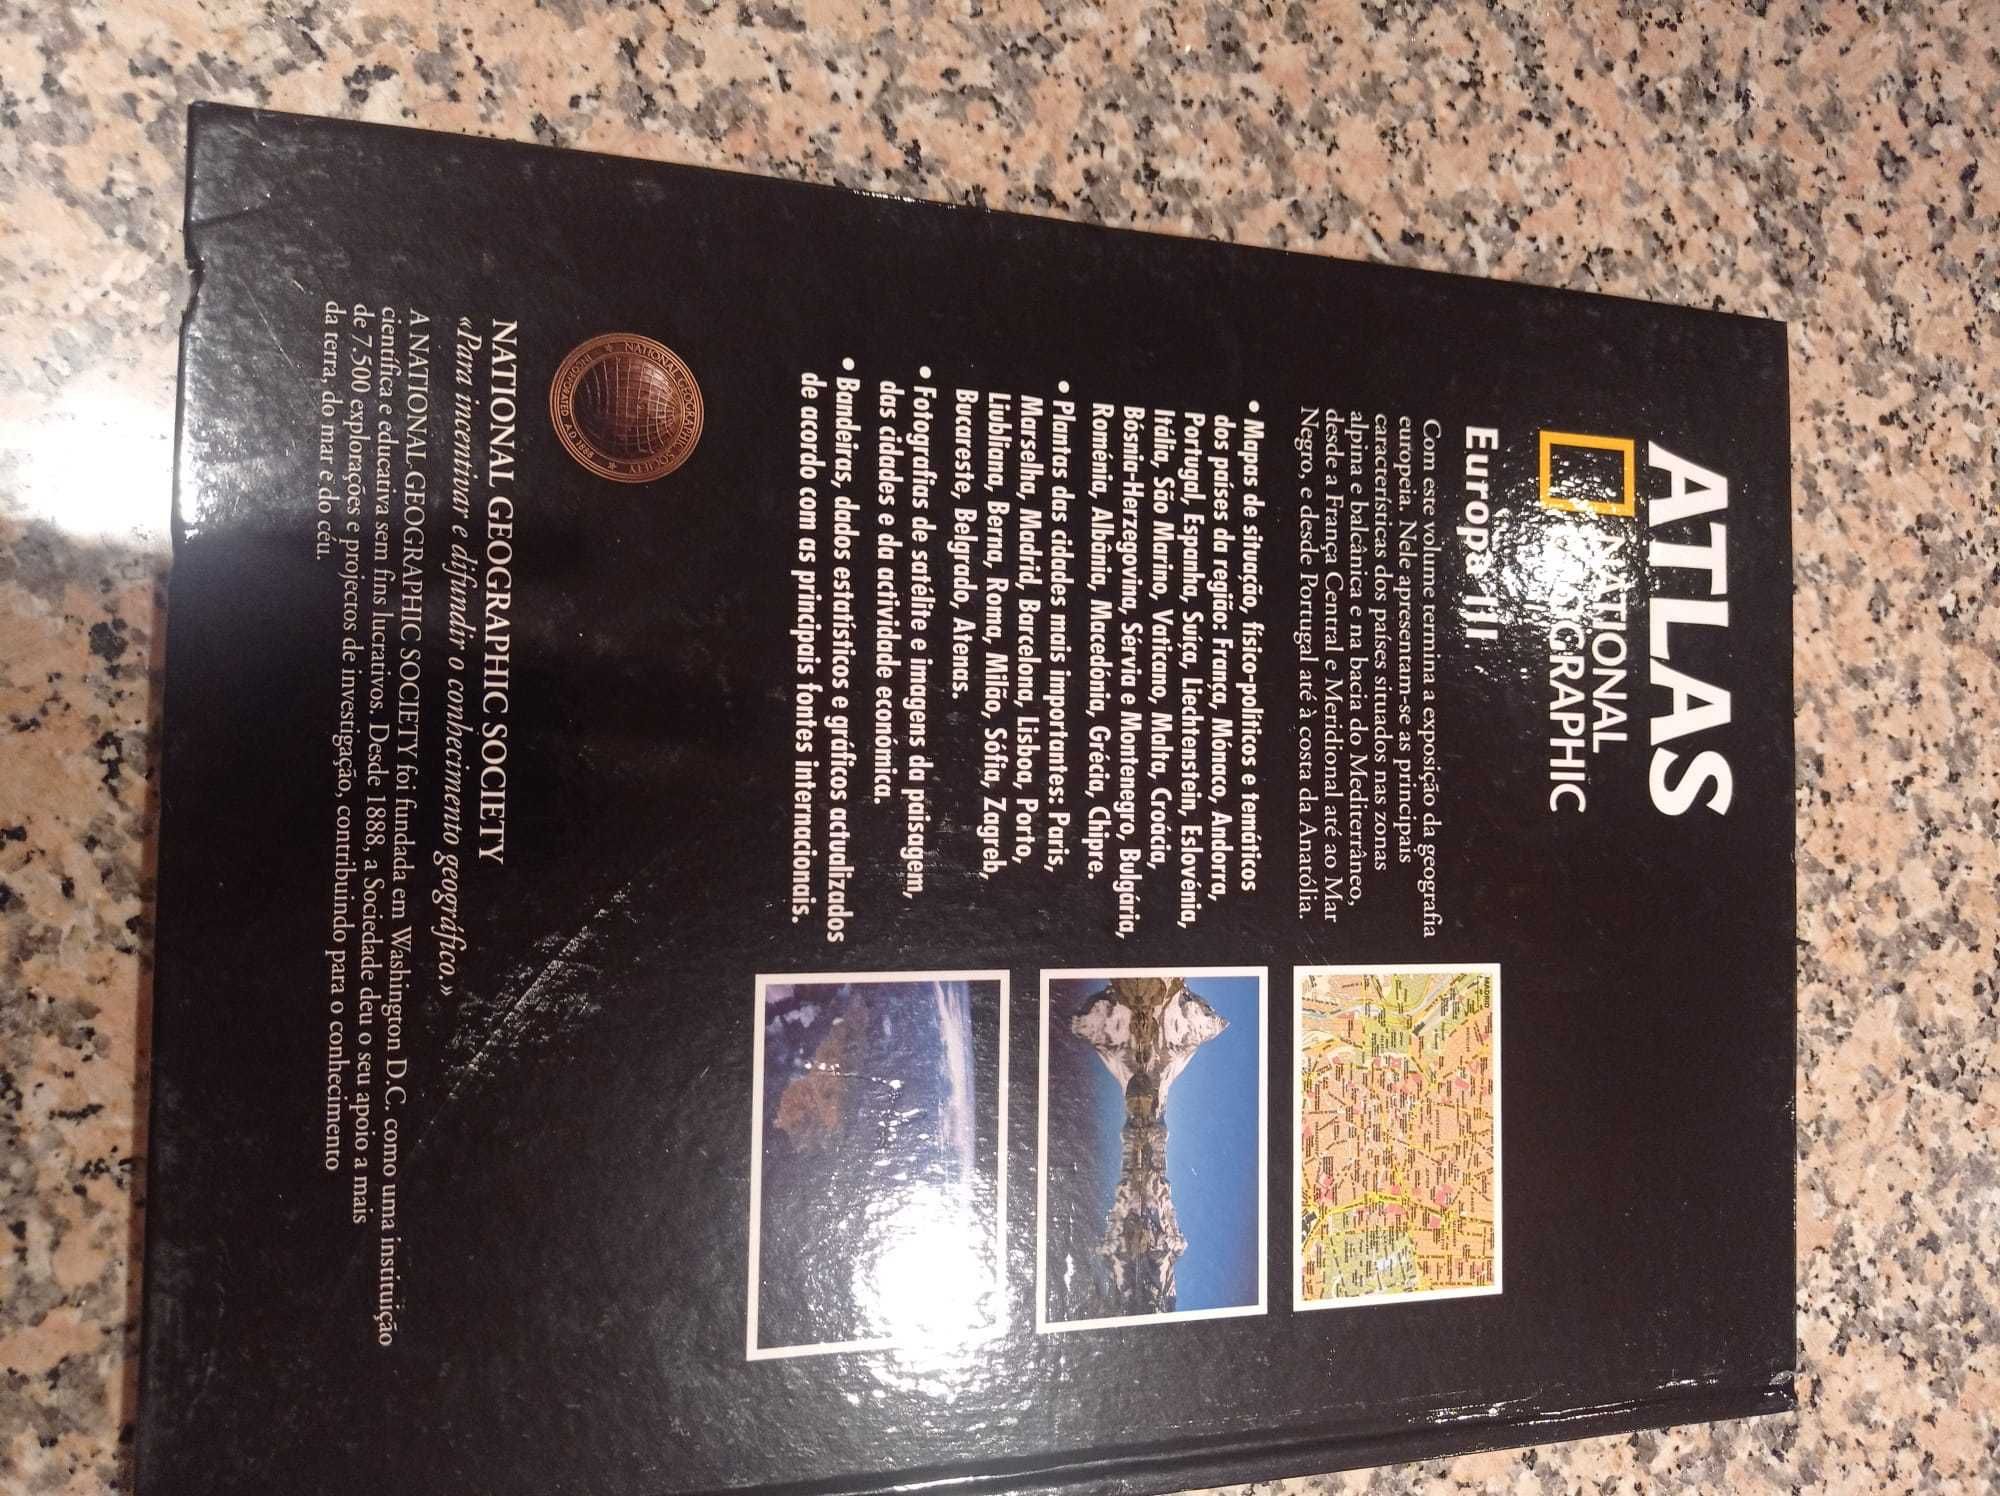 ATLAS
NATIONAL
GEOGRAPHIC
Europa III
Com este volume termina a exposição da geografia
europeia. Nele apresentam-se as principais
características dos países situados nas zonas
alpina e balcânica e na bacia do Mediterrâneo,
desde a França Central e Meridional até ao Mar
Negro, e desde Portugal até à costa da Anatólia.
• Mapas de situação, físico-políticos e temáticos
dos países da região: França, Mónaco, Andorra,
Portugal, Espanha, Suíça, Liechtenstein, Eslovénia,
Itália, São Marino, Vaticano, Malta, Croácia,
Bósnia-Herzegovina, Sérvia e Montenegro, Bulgária,
Roménia, Albânia, Macedónia, Grécia, Chipre.
• Plantas das cidades mais importantes: Paris,
Marselha, Madrid, Barcelona, Lisboa, Porto,
Liubliana, Berna, Roma, Milão, Sófia, Zagreb,
Bucareste, Belgrado, Atenas.
• Fotografias de satélite e imagens da paisagem,
das cidades e da actividade económica.
• Bandeiras, dados estatísticos e gráficos actualizados
de acordo com as principais fontes internacionais.
MADRID
NATIONAL GEOGRAPHIC SOCIETY
INCORPORATED A.D. 1888
NATIONAL GEOGRAPHIC SOCIETY
«Para incentivar e difundir o conhecimento geográfico.»
A NATIONAL GEOGRAPHIC SOCIETY foi fundada em Washington D.C. como uma instituição
científica e educativa sem fins lucrativos. Desde 1888, a Sociedade deu o seu apoio a mais
de 7.500 explorações e projectos de investigação, contribuindo para o conhecimento
da terra, do mar e do céu.